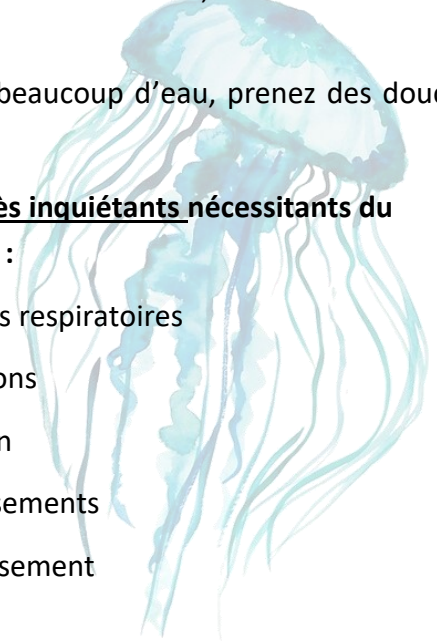 beaucoup d'eau, prenez des douc
ès inquiétants nécessitants du
:
s respiratoires
ons
n
sements
sement